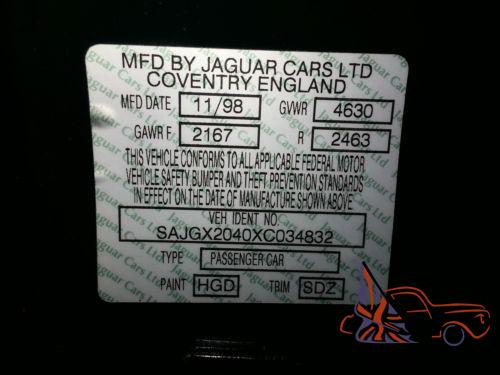 MFD BY JAGUAR CARS LTD
COVENTRY ENGLAND
MFD DATE 11/98 GVWR 4630
GAWR F 2167 R 2463
THIS VEHICLE CONFORMS TO ALL APPLICABLE FEDERAL MOTOR
VEHICLE SAFETY BUMPER AND THEFT PREVENTION STANDARDS
IN EFFECT ON THE DATE OF MANUFACTURE SHOWN ABOVE.
VEH IDENT NO.
SAJGX2040XC034832
TYPE PASSENGER CAR
PAINT HGD TRIM SDZ